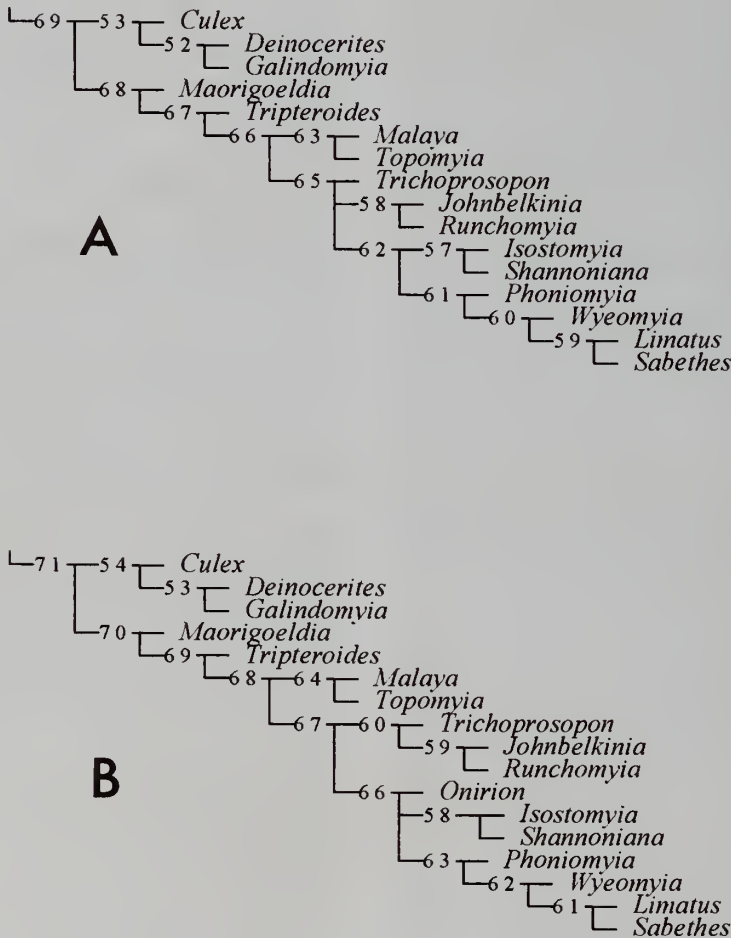 69 53 Culex
52 Deinocerites
Galindomyia
68 Maorigoeldia
67 Tripteroides
66 63 Malaya
Topomyia
65 Trichoprosopon
58 Johnbelkinia
A
Runchomyia
62 57 Isostomyia
Shannoniana
61 Phoniomyia
60 Wyeomyia
59 Limatus
Sabethes
71 54 Culex
53 Deinocerites
Galindomyia
70 Maorigoeldia
69 Tripteroides
68 64 Malaya
Topomyia
67 60 Trichoprosopon
59 Johnbelkinia
Runchomyia
B
66 Onirion
58 Isostomyia
Shannoniana
63 Phoniomyia
62 Wyeomyia
61 Limatus
Sabethes